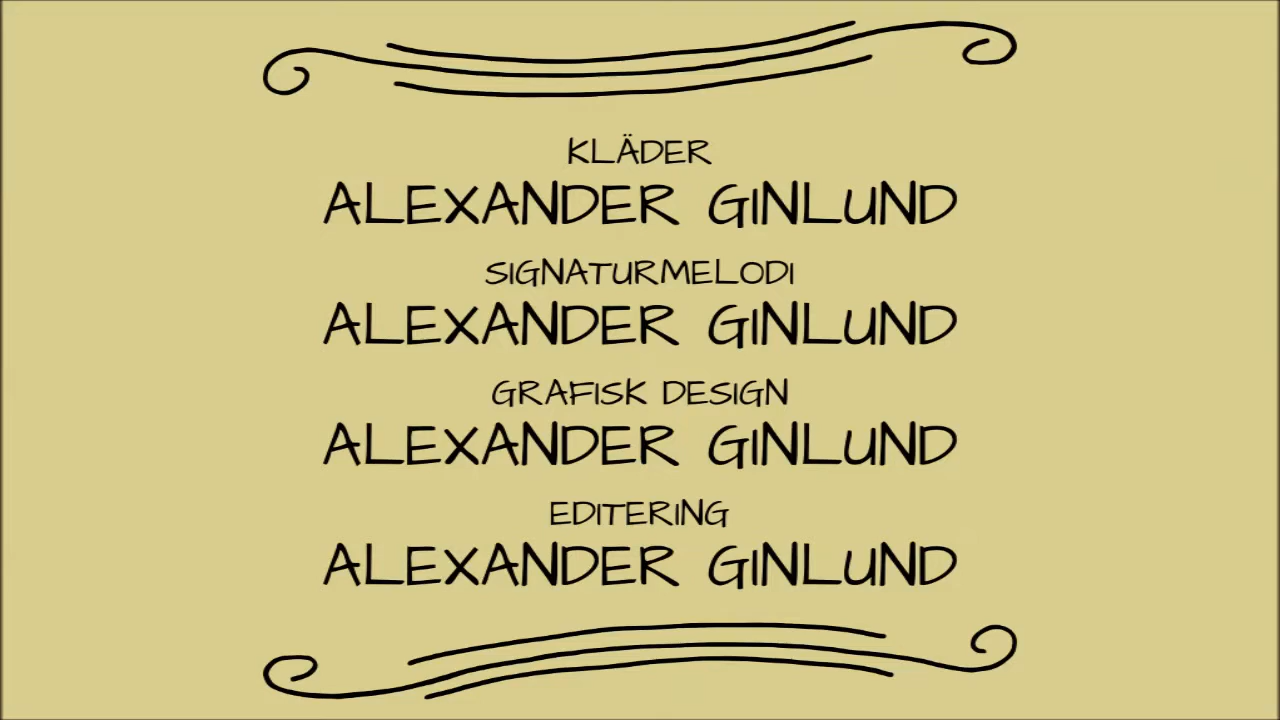 KLÄDER
ALEXANDER GINLUND
SIGNATURMELODI
ALEXANDER GINLUND
GRAFISK DESIGN
ALEXANDER GINLUND
EDITERING
ALEXANDER GINLUND